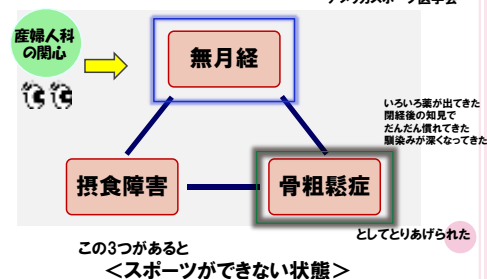 アメリカスポーツ医学会
産婦人科
の関心
無月経
いろいろ薬が出てきた
閉経後の知見で
だんだん慣れてきた
馴染みが深くなってきた
摂食障害
骨粗鬆症
としてとりあげられた
この3つがあると
＜スポーツができない状態＞